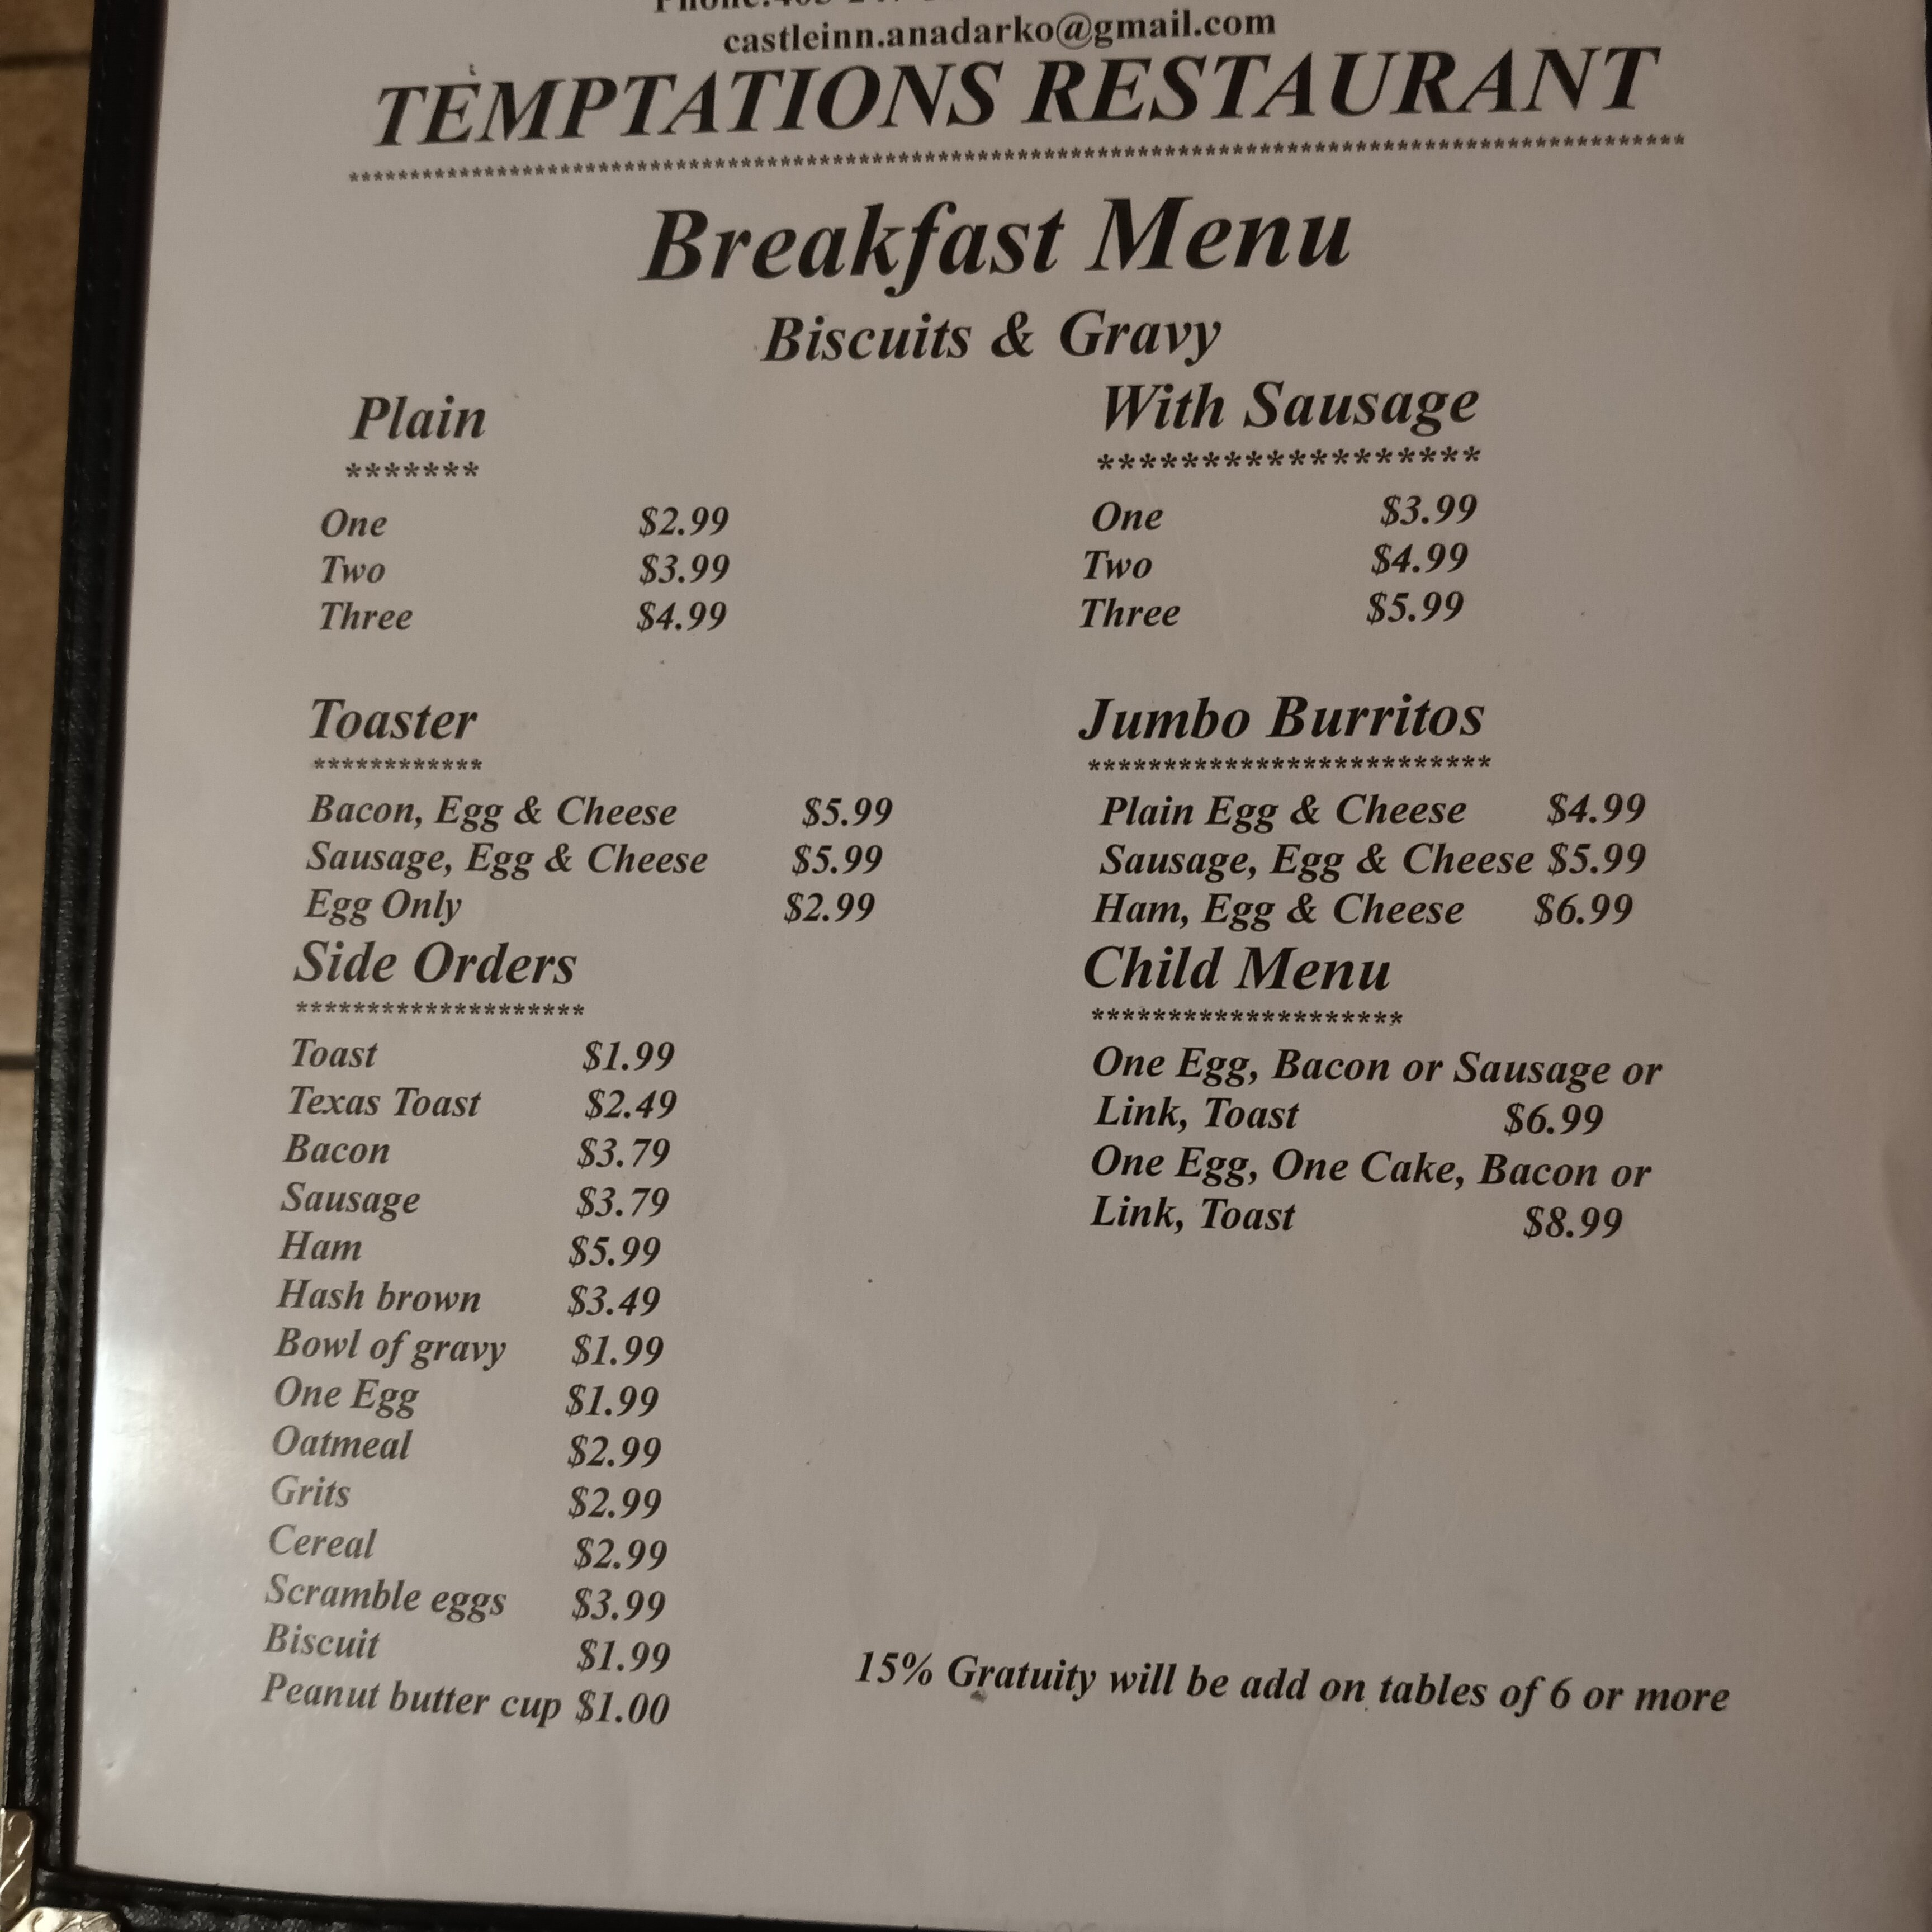 castleinn.anadarko@gmail.com
TEMPTATIONS RESTAURANT
Breakfast Menu
Biscuits & Gravy
Plain
One $2.99
Two $3.99
Three $4.99
With Sausage
One $3.99
Two $4.99
Three $5.99
Toaster
Bacon, Egg & Cheese $5.99
Sausage, Egg & Cheese $5.99
Egg Only $2.99
Jumbo Burritos
Plain Egg & Cheese $4.99
Sausage, Egg & Cheese $5.99
Ham, Egg & Cheese $6.99
Side Orders
Toast $1.99
Texas Toast $2.49
Bacon $3.79
Sausage $3.79
Ham $5.99
Hash brown $3.49
Bowl of gravy $1.99
One Egg $1.99
Oatmeal $2.99
Grits $2.99
Cereal $2.99
Scramble eggs $3.99
Biscuit $1.99
Peanut butter cup $1.00
Child Menu
One Egg, Bacon or Sausage or
Link, Toast $6.99
One Egg, One Cake, Bacon or
Link, Toast $8.99
15% Gratuity will be add on tables of 6 or more